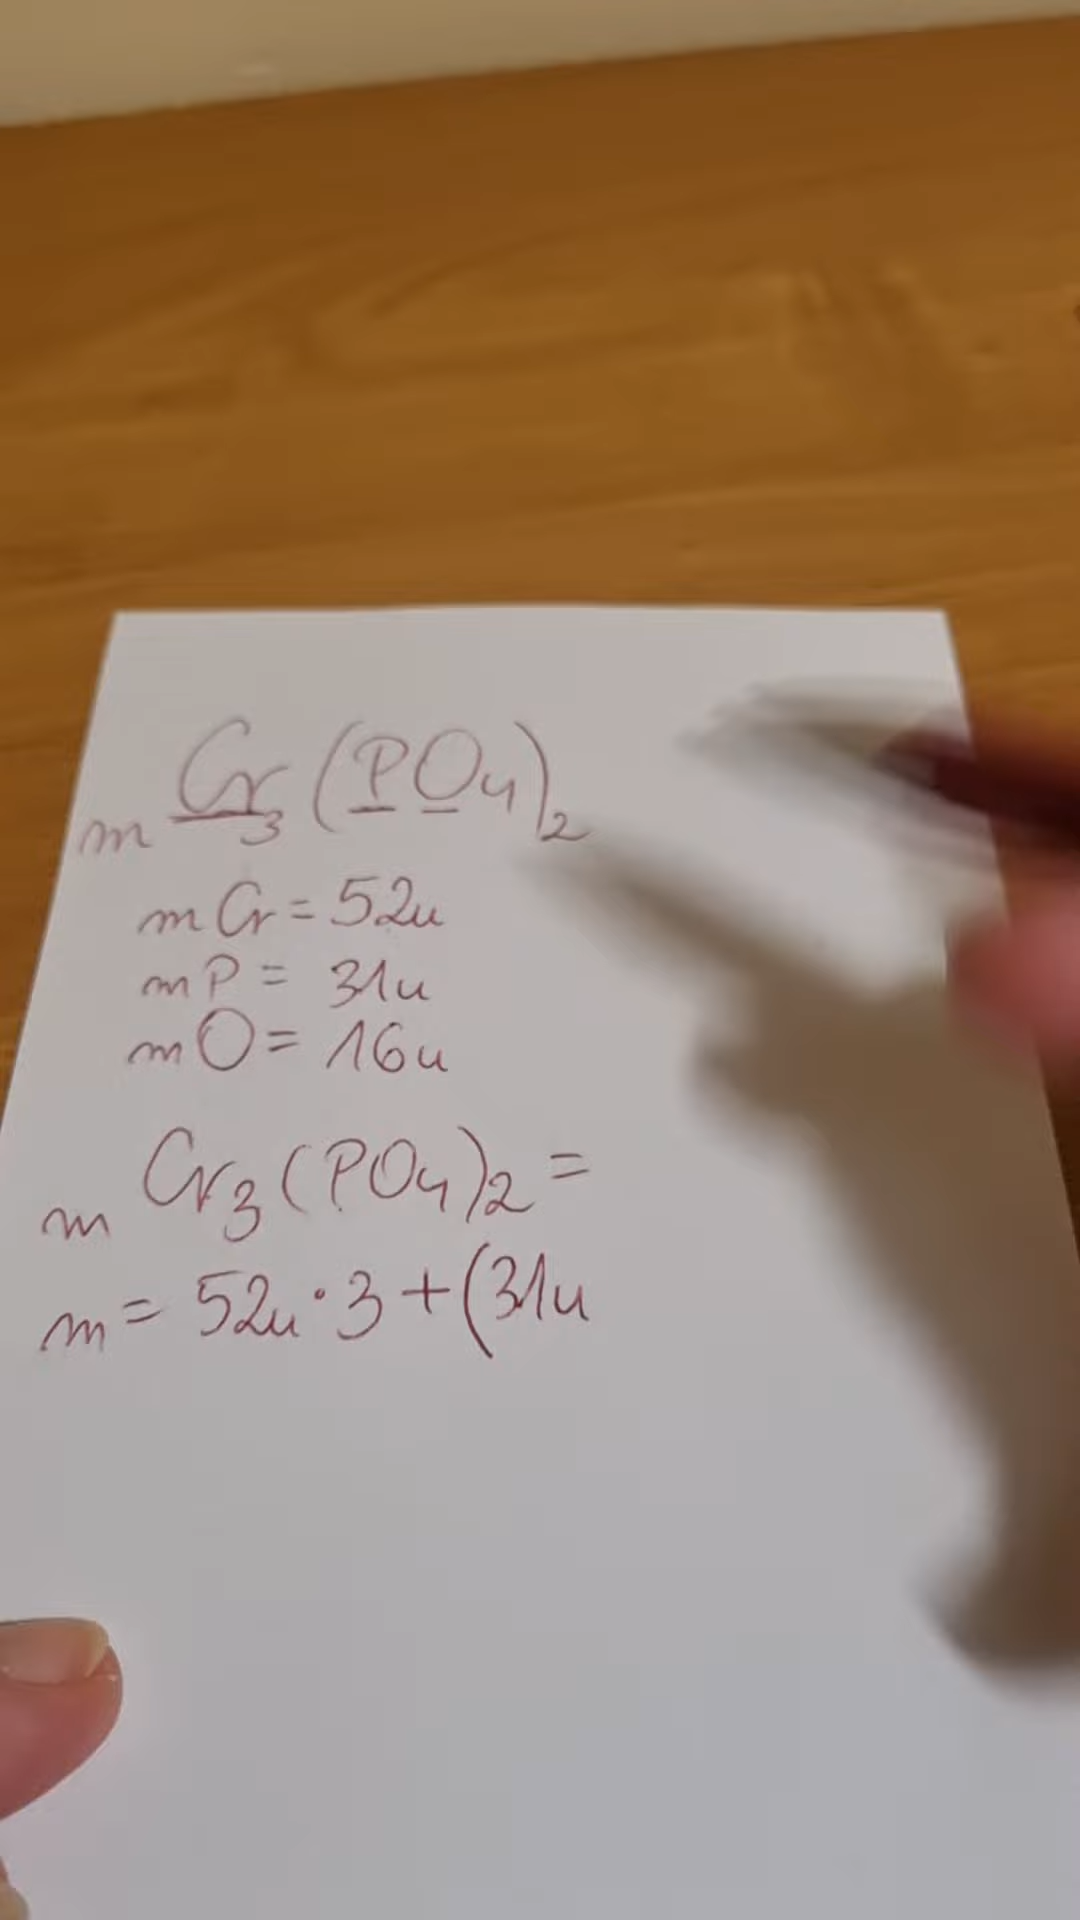 m Cr3(PO4)2
mCr = 52u
mP = 31u
mO = 16u
m Cr3(PO4)2 =
m = 52u · 3 + (31u